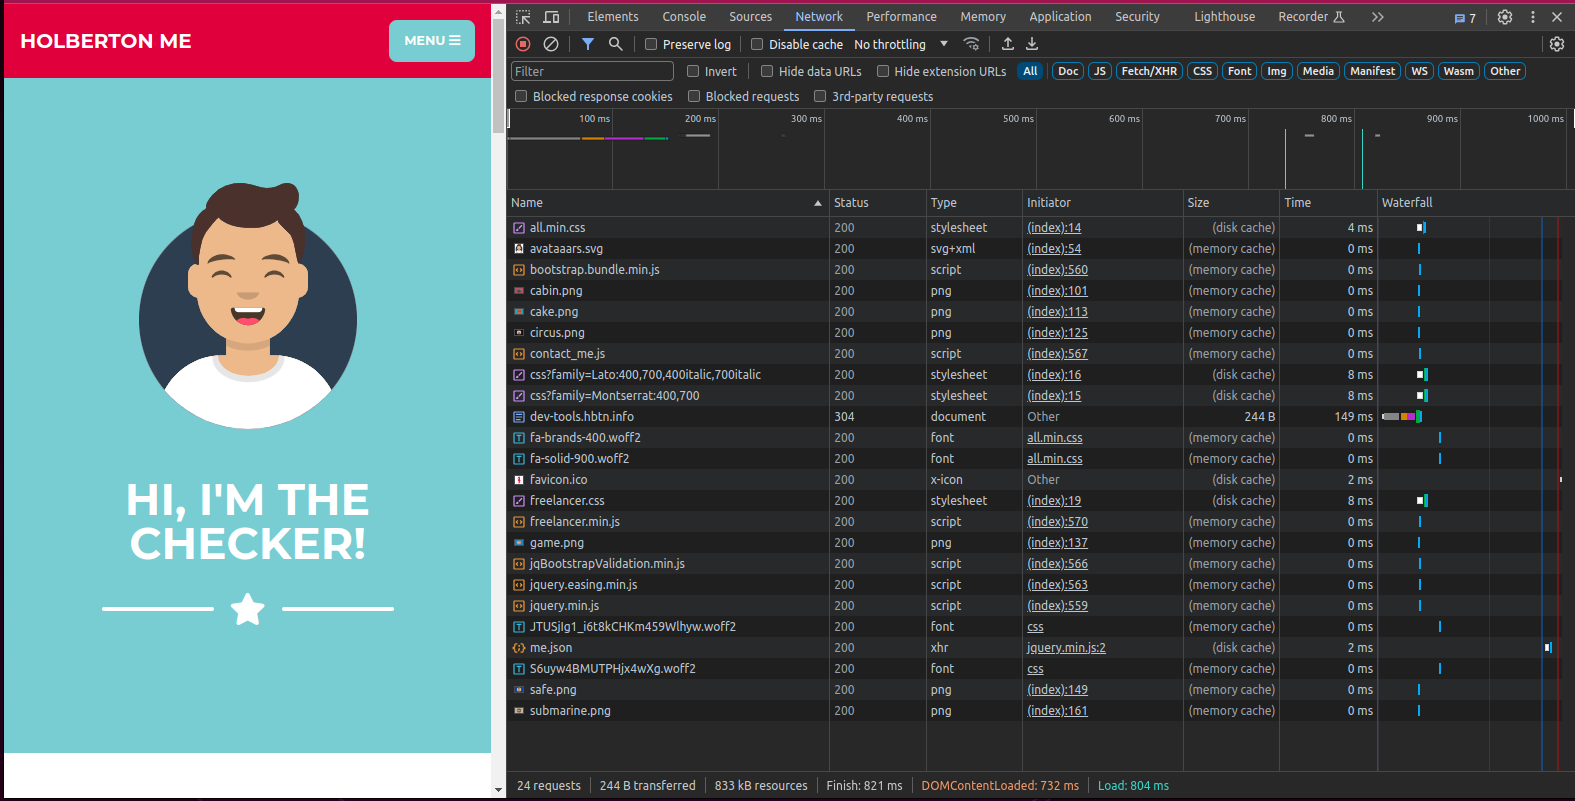 HOLBERTON ME
MENU
HI, I'M THE
CHECKER!
Elements Console Sources Network Performance Memory Application Security Lighthouse Recorder 7
Preserve log Disable cache No throttling
Filter Invert Hide data URLs Hide extension URLs All Doc JS Fetch/XHR CSS Font Img Media Manifest WS Wasm Other
Blocked response cookies Blocked requests 3rd-party requests
100 ms 200 ms 300 ms 400 ms 500 ms 600 ms 700 ms 800 ms 900 ms 1000 ms
Name Status Type Initiator Size Time Waterfall
all.min.css 200 stylesheet (index):14 (disk cache) 4 ms
avataaars.svg 200 svg+xml (index):54 (memory cache) 0 ms
bootstrap.bundle.min.js 200 script (index):560 (memory cache) 0 ms
cabin.png 200 png (index):101 (memory cache) 0 ms
cake.png 200 png (index):113 (memory cache) 0 ms
circus.png 200 png (index):125 (memory cache) 0 ms
contact_me.js 200 script (index):567 (memory cache) 0 ms
css?family=Lato:400,700,400italic,700italic 200 stylesheet (index):16 (disk cache) 8 ms
css?family=Montserrat:400,700 200 stylesheet (index):15 (disk cache) 8 ms
dev-tools.hbtn.info 304 document Other 244 B 149 ms
fa-brands-400.woff2 200 font all.min.css (memory cache) 0 ms
fa-solid-900.woff2 200 font all.min.css (memory cache) 0 ms
favicon.ico 200 x-icon Other (disk cache) 2 ms
freelancer.css 200 stylesheet (index):19 (disk cache) 8 ms
freelancer.min.js 200 script (index):570 (memory cache) 0 ms
game.png 200 png (index):137 (memory cache) 0 ms
jqBootstrapValidation.min.js 200 script (index):566 (memory cache) 0 ms
jquery.easing.min.js 200 script (index):563 (memory cache) 0 ms
jquery.min.js 200 script (index):559 (memory cache) 0 ms
JTUSjIg1_i6t8kCHKm459Wlhyw.woff2 200 font css (memory cache) 0 ms
me.json 200 xhr jquery.min.js:2 (disk cache) 2 ms
S6uyw4BMUTPHjx4wXg.woff2 200 font css (memory cache) 0 ms
safe.png 200 png (index):149 (memory cache) 0 ms
submarine.png 200 png (index):161 (memory cache) 0 ms
24 requests 244 B transferred 833 kB resources Finish: 821 ms DOMContentLoaded: 732 ms Load: 804 ms